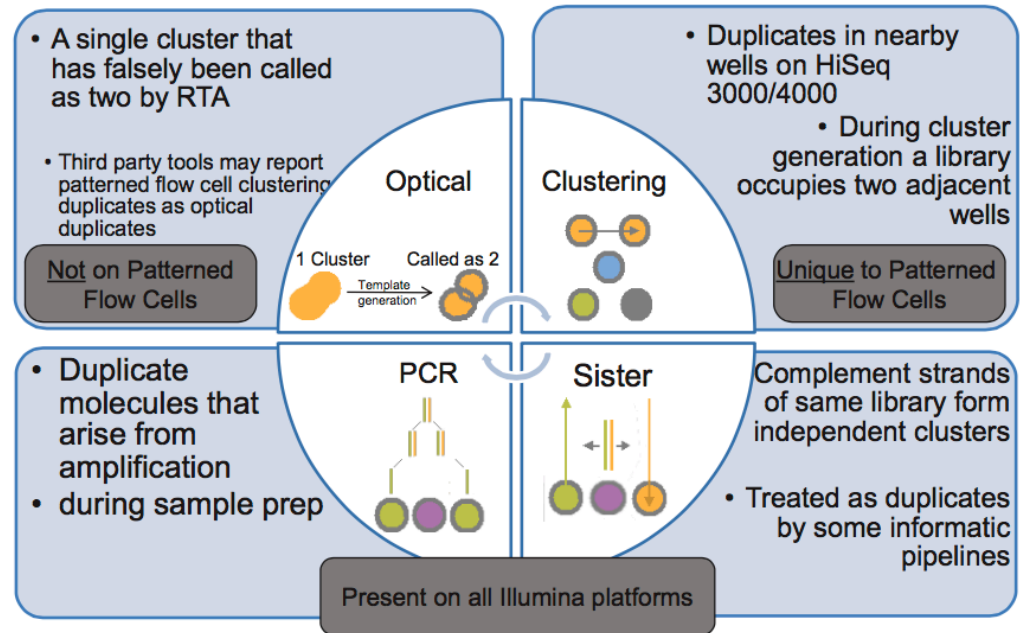 • A single cluster that
has falsely been called
as two by RTA
• Third party tools may report
patterned flow cell clustering
duplicates as optical
duplicates
Not on Patterned
Flow Cells
Optical
1 Cluster
Template
generation
Called as 2
Clustering
• Duplicates in nearby
wells on HiSeq
3000/4000
• During cluster
generation a library
occupies two adjacent
wells
Unique to Patterned
Flow Cells
• Duplicate
molecules that
arise from
amplification
• during sample prep
PCR
Sister
Complement strands
of same library form
independent clusters
• Treated as duplicates
by some informatic
pipelines
Present on all Illumina platforms